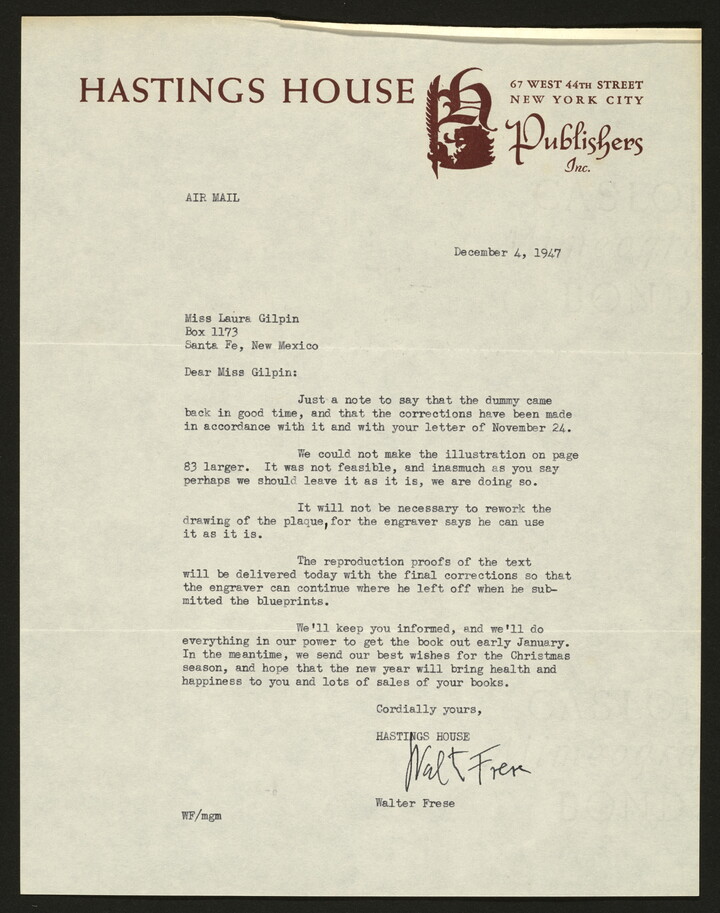 HASTINGS HOUSE
67 WEST 44TH STREET
NEW YORK CITY
Publishers
Inc.
AIR MAIL
December 4, 1947
Miss Laura Gilpin
Box 1173
Santa Fe, New Mexico
Dear Miss Gilpin:
Just a note to say that the dummy came
back in good time, and that the corrections have been made
in accordance with it and with your letter of November 24.
We could not make the illustration on page
83 larger. It was not feasible, and inasmuch as you say
perhaps we should leave it as it is, we are doing so.
It will not be necessary to rework the
drawing of the plaque, for the engraver says he can use
it as it is.
The reproduction proofs of the text
will be delivered today with the final corrections so that
the engraver can continue where he left off when he sub-
mitted the blueprints.
We'll keep you informed, and we'll do
everything in our power to get the book out early January.
In the meantime, we send our best wishes for the Christmas
season, and hope that the new year will bring health and
happiness to you and lots of sales of your books.
Cordially yours,
HASTINGS HOUSE
Walt Frese
Walter Frese
WF/mgm